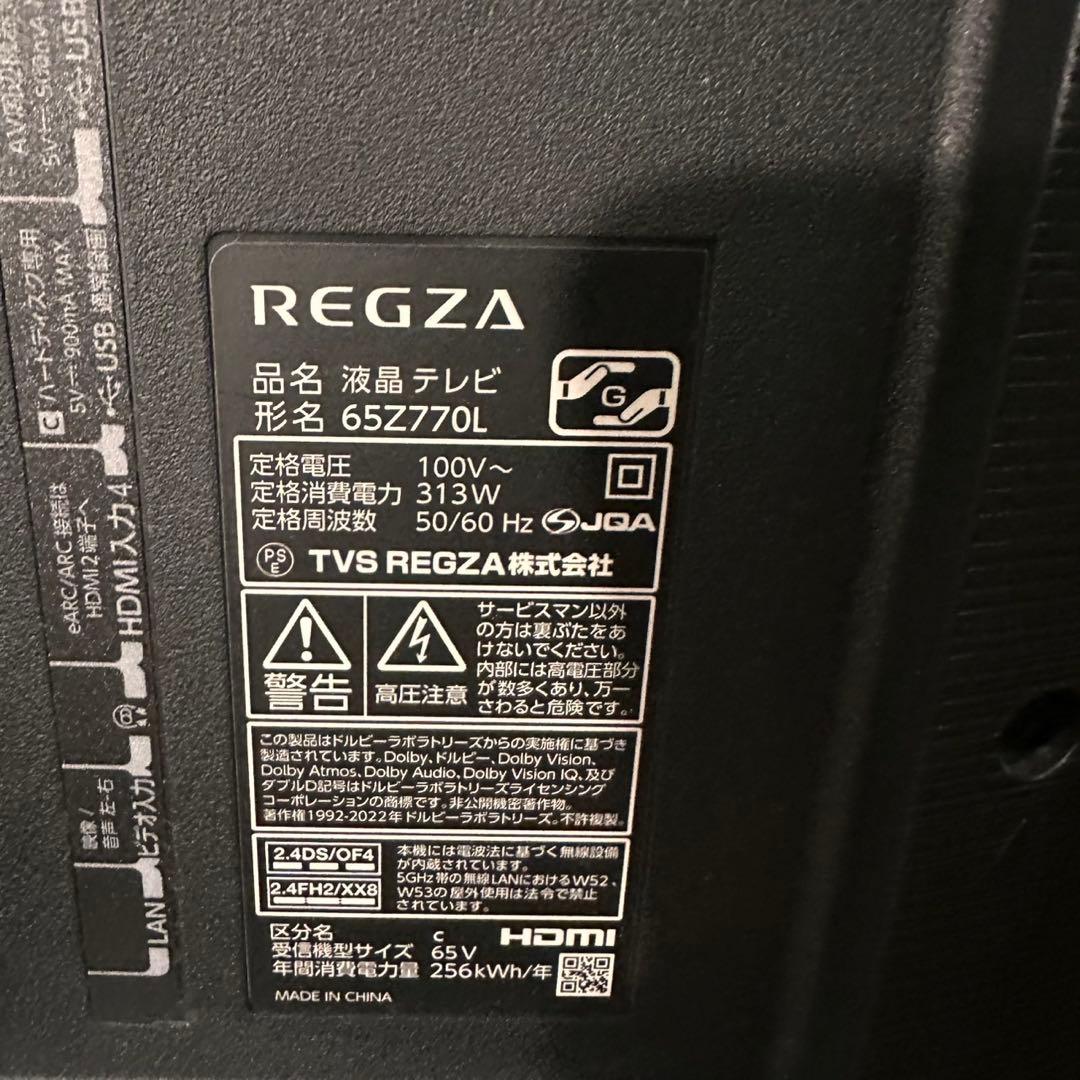 REGZA
品名 液晶テレビ
形名 65Z770L
G
定格電圧 100V～
定格消費電力 313W
定格周波数 50/60 Hz
JQA
PS
E
TVS REGZA株式会社
警告
高圧注意
サービスマン以外
の方は裏ぶたをあ
けないでください。
内部には高電圧部分
が数多くあり、万一
さわると危険です。
この製品はドルビーラボラトリーズからの実施権に基づき
製造されています。Dolby、ドルビー、Dolby Vision、
Dolby Atmos、Dolby Audio、Dolby Vision IQ、及び
ダブルD記号はドルビーラボラトリーズライセンシング
コーポレーションの商標です。非公開機密著作物。
著作権1992-2022年ドルビーラボラトリーズ。不許複製。
2.4DS/OF4
2.4FH2/XX8
本機には電波法に基づく無線設備
が内蔵されています。
5GHz帯の無線LANにおけるW52、
W53の屋外使用は法令で禁止
されています。
区分名 c
HDMI
受信機型サイズ 65V
年間消費電力量 256kWh/年
MADE IN CHINA
5V
USB
C ハードディスク専用
5V 900mA MAX
USB 通常録画
eARC/ARC接続は
HDMI2端子へ
HDMI入力4
映像/
音声 左-右
ビデオ入力
LAN